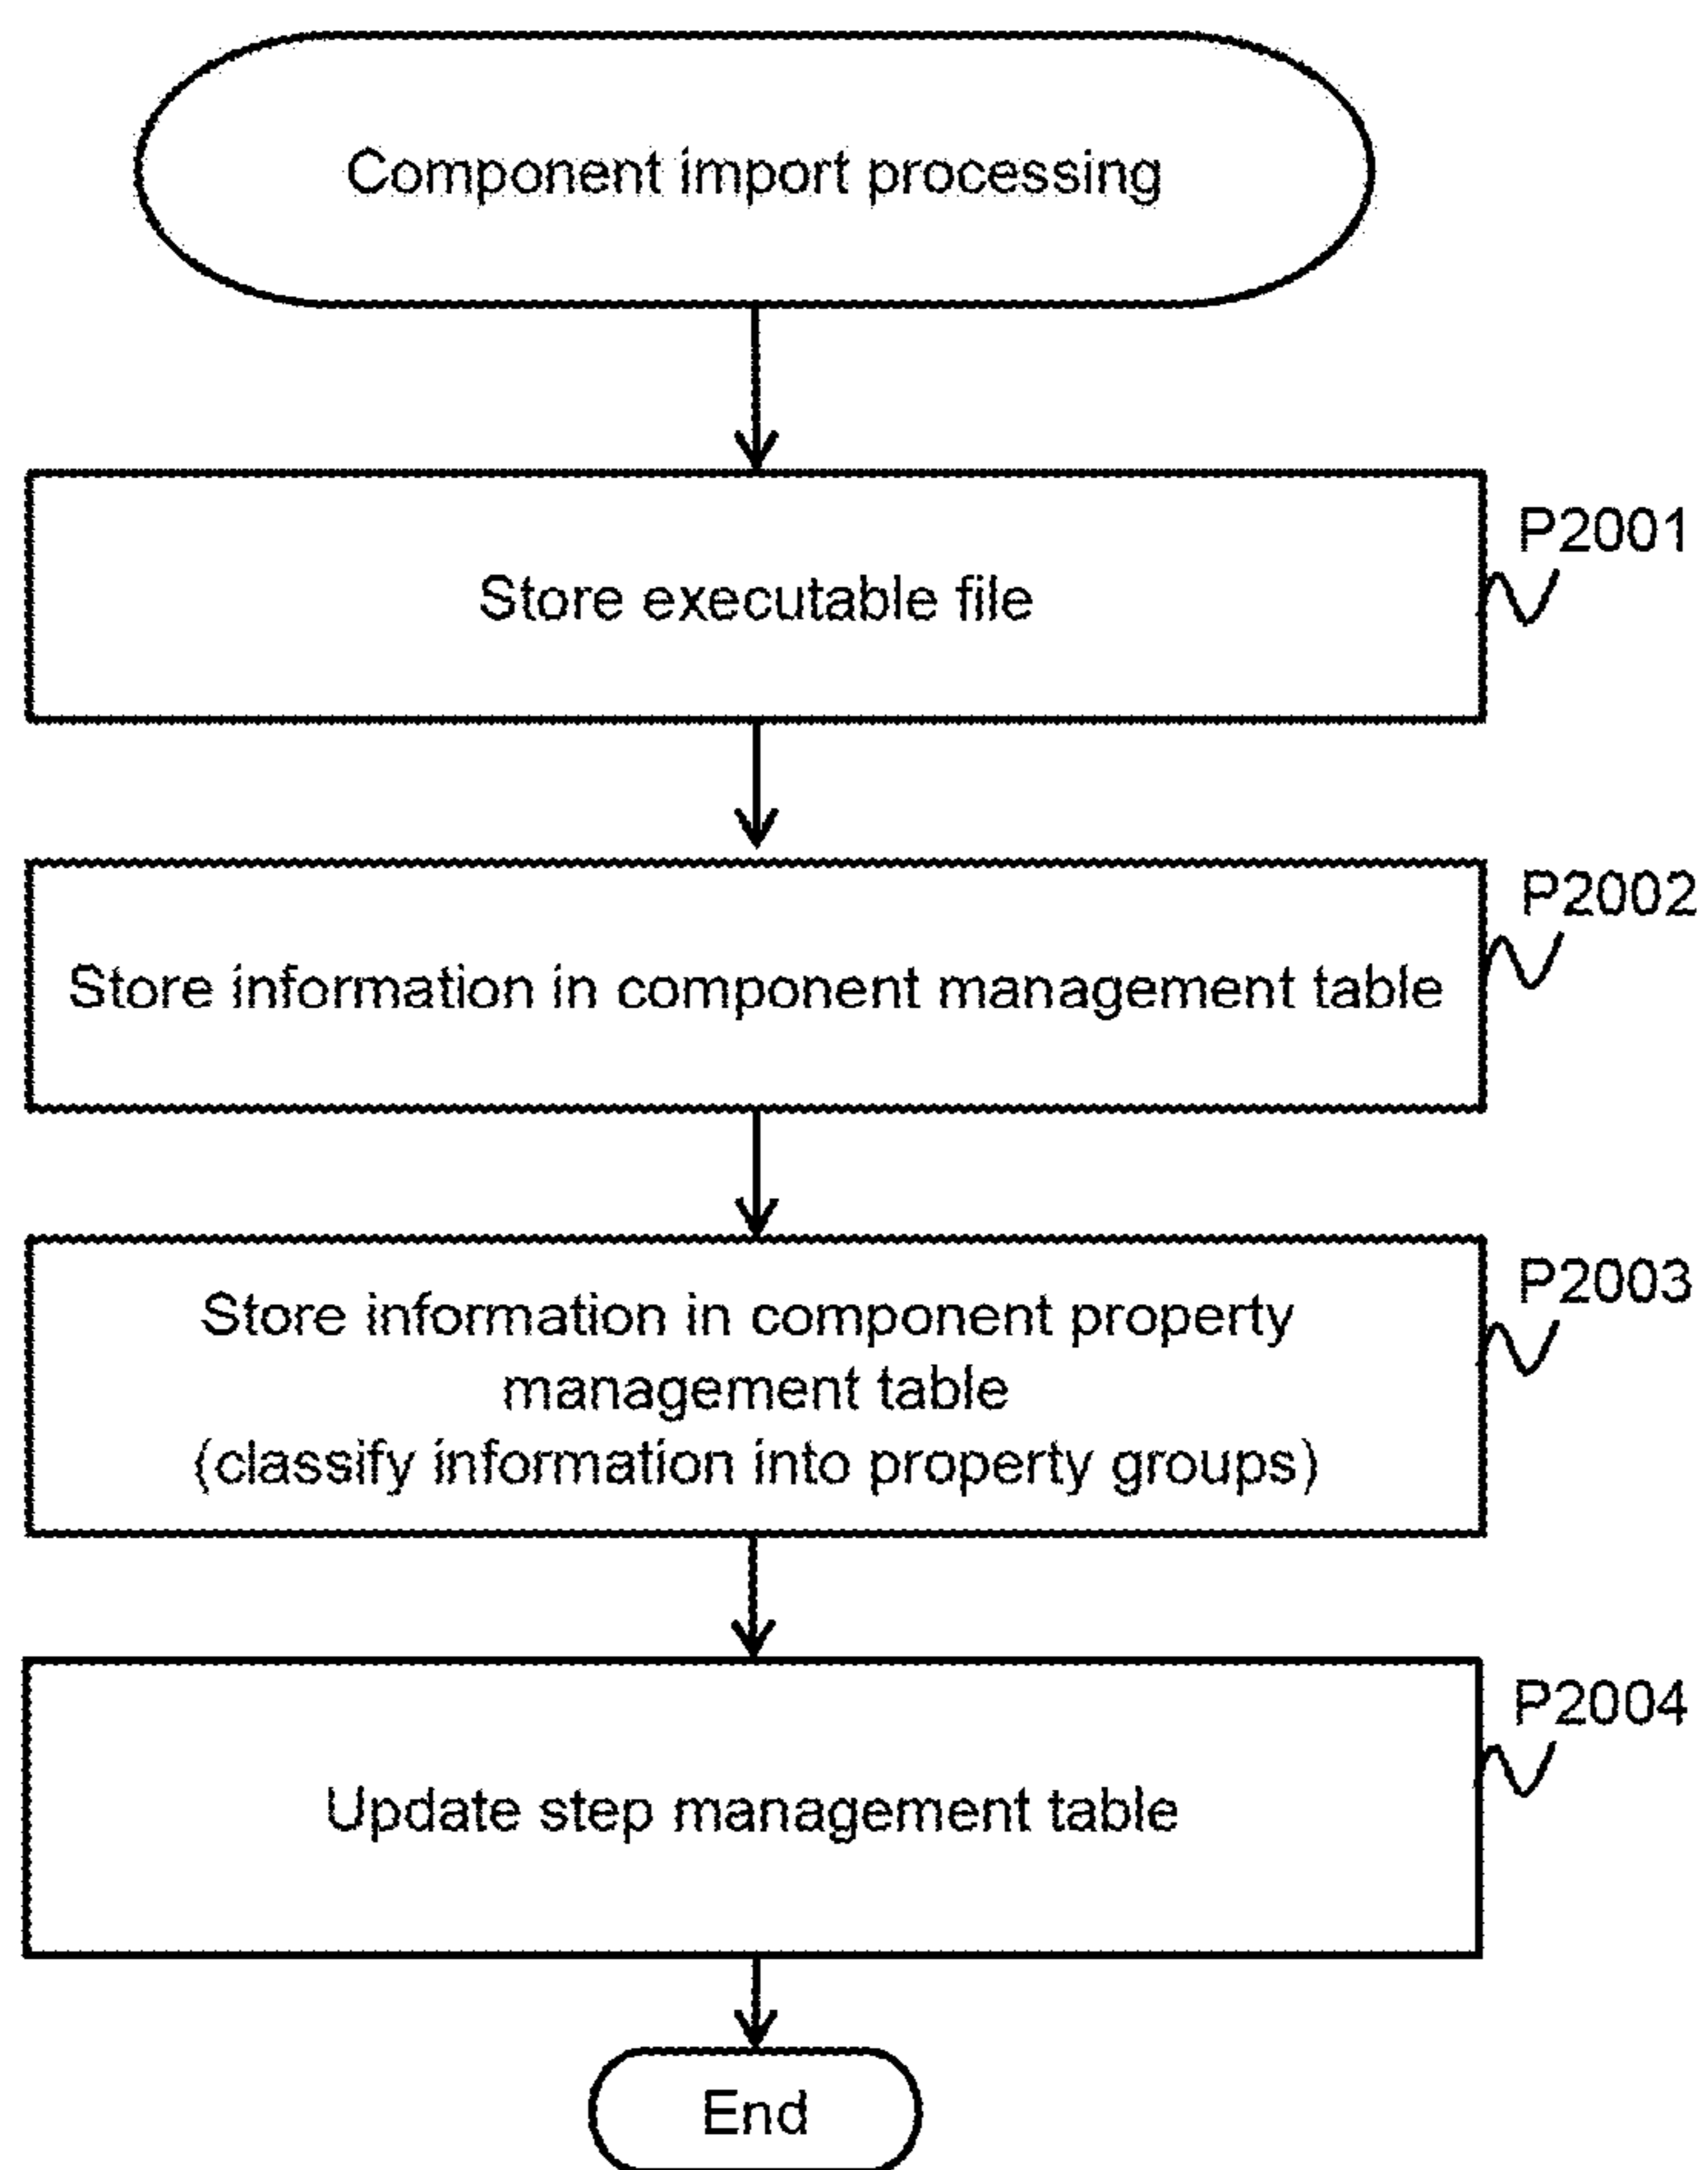 Component import processing
P2001
Store executable file
P2002
Store information in component management table
P2003
Store information in component property
management table
(classify information into property groups)
P2004
Update step management table
End